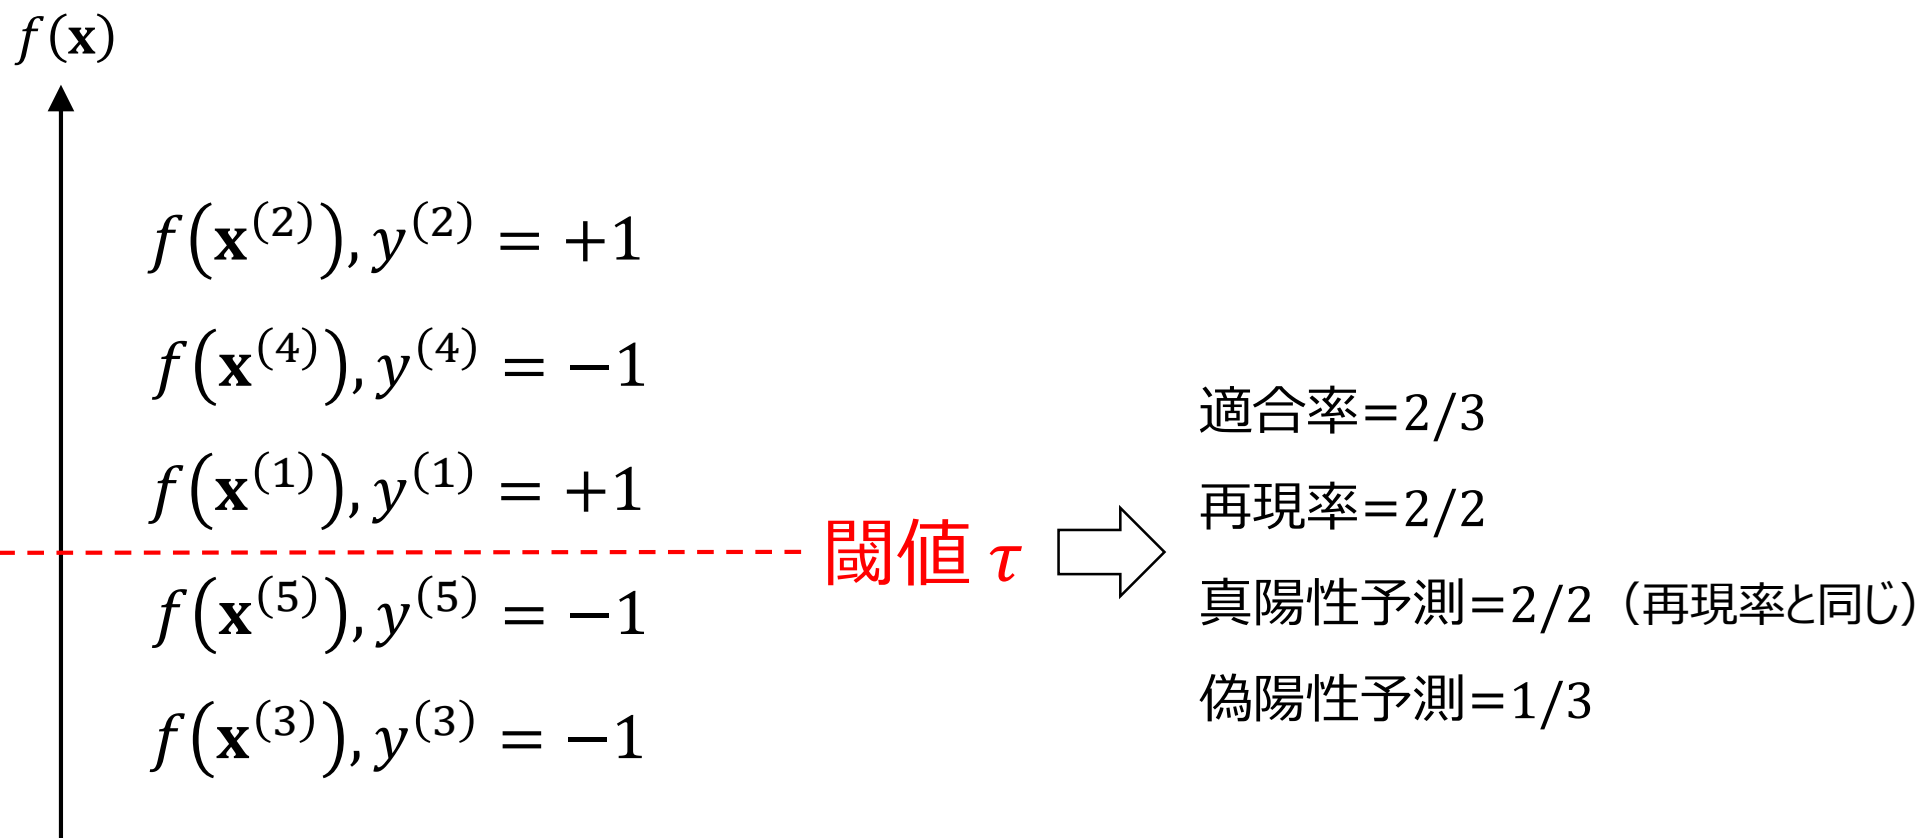 f(x)
f(x^(2)), y^(2) = +1
f(x^(4)), y^(4) = −1
f(x^(1)), y^(1) = +1
閾値 τ
f(x^(5)), y^(5) = −1
f(x^(3)), y^(3) = −1
適合率=2/3
再現率=2/2
真陽性予測=2/2（再現率と同じ）
偽陽性予測=1/3